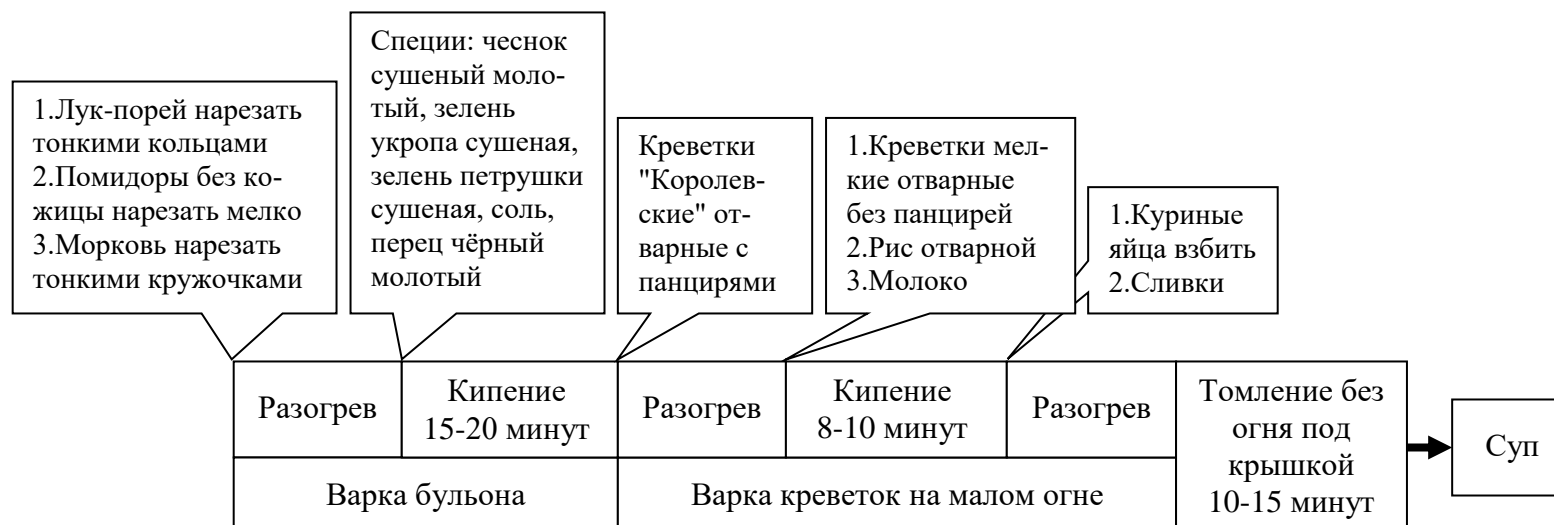 1.Лук-порей нарезать
тонкими кольцами
2.Помидоры без ко-
жицы нарезать мелко
3.Морковь нарезать
тонкими кружочками
Специи: чеснок
сушеный моло-
тый, зелень
укропа сушеная,
зелень петрушки
сушеная, соль,
перец чёрный
молотый
Креветки
"Королев-
ские" от-
варные с
панцирями
1.Креветки мел-
кие отварные
без панцирей
2.Рис отварной
3.Молоко
1.Куриные
яйца взбить
2.Сливки
Разогрев
Кипение
15-20 минут
Разогрев
Кипение
8-10 минут
Разогрев
Томление без
огня под
крышкой
10-15 минут
Суп
Варка бульона
Варка креветок на малом огне